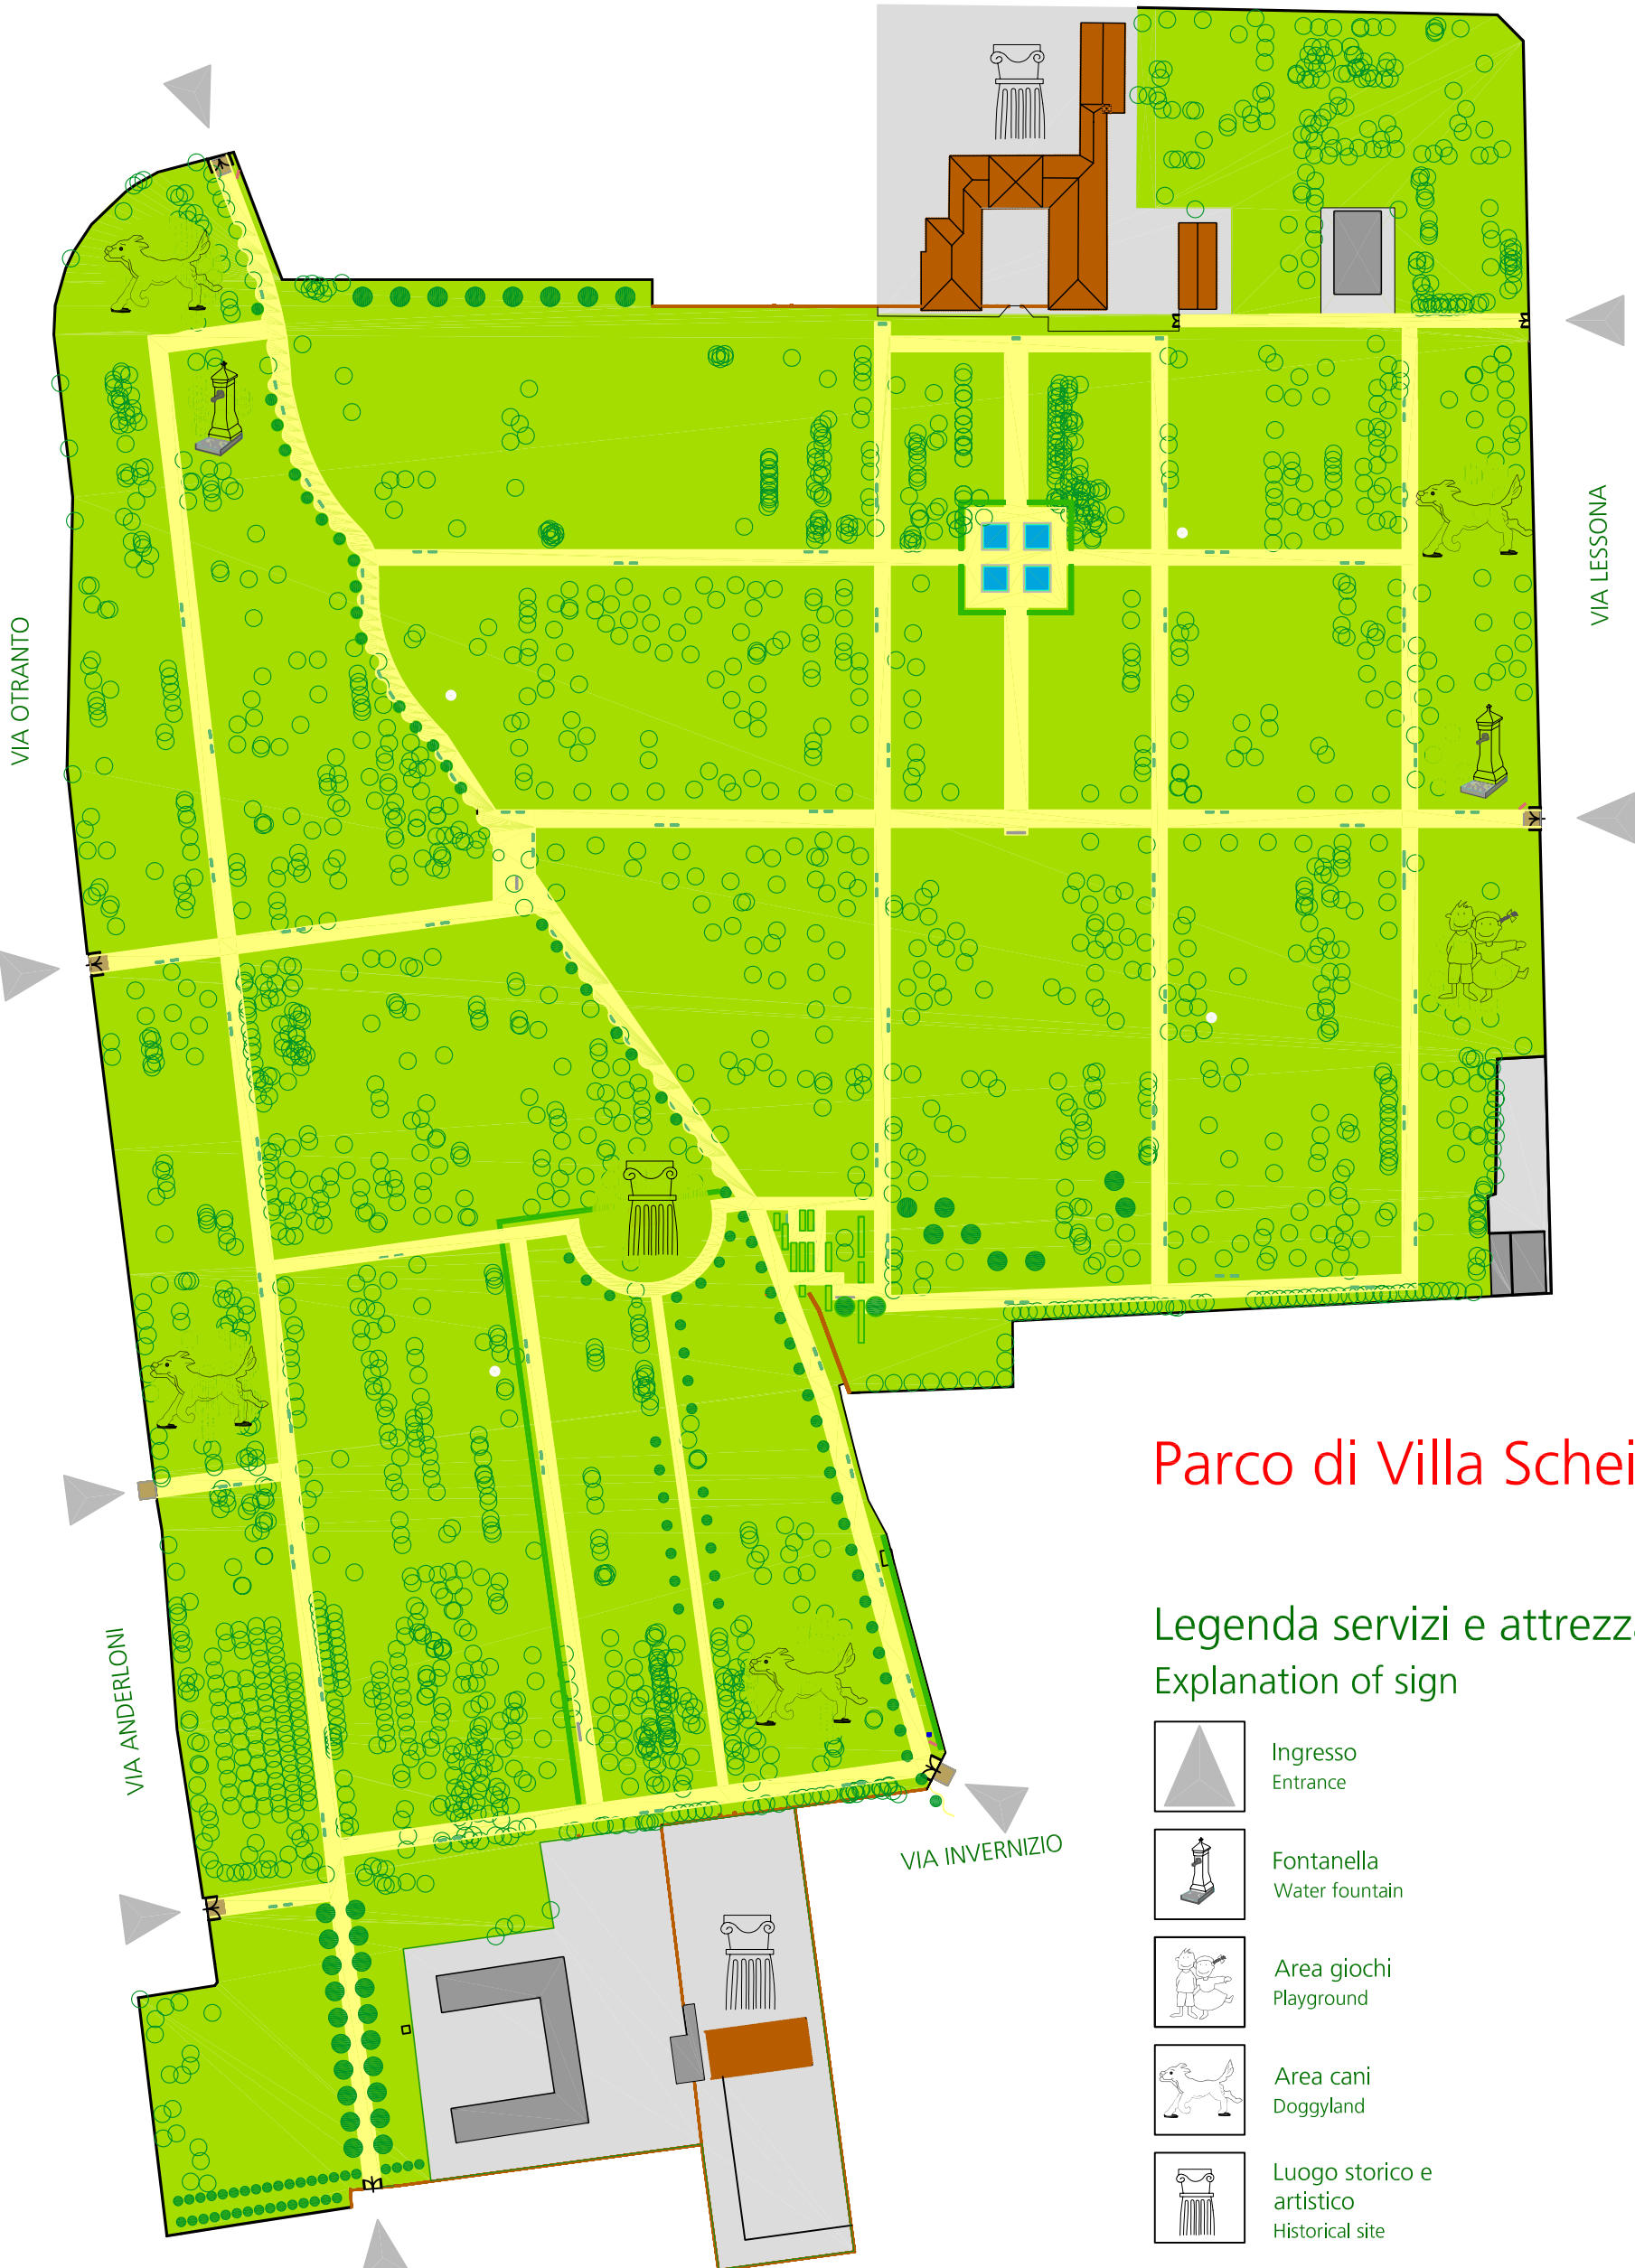 VIA LESSONA
VIA OTRANTO
Parco di Villa Schei
VIA ANDERLONI
VIA INVERNIZIO
Legenda servizi e attrezz
Explanation of sign
Ingresso
Entrance
Fontanella
Water fountain
Area giochi
Playground
Area cani
Doggyland
Luogo storico e
artistico
Historical site